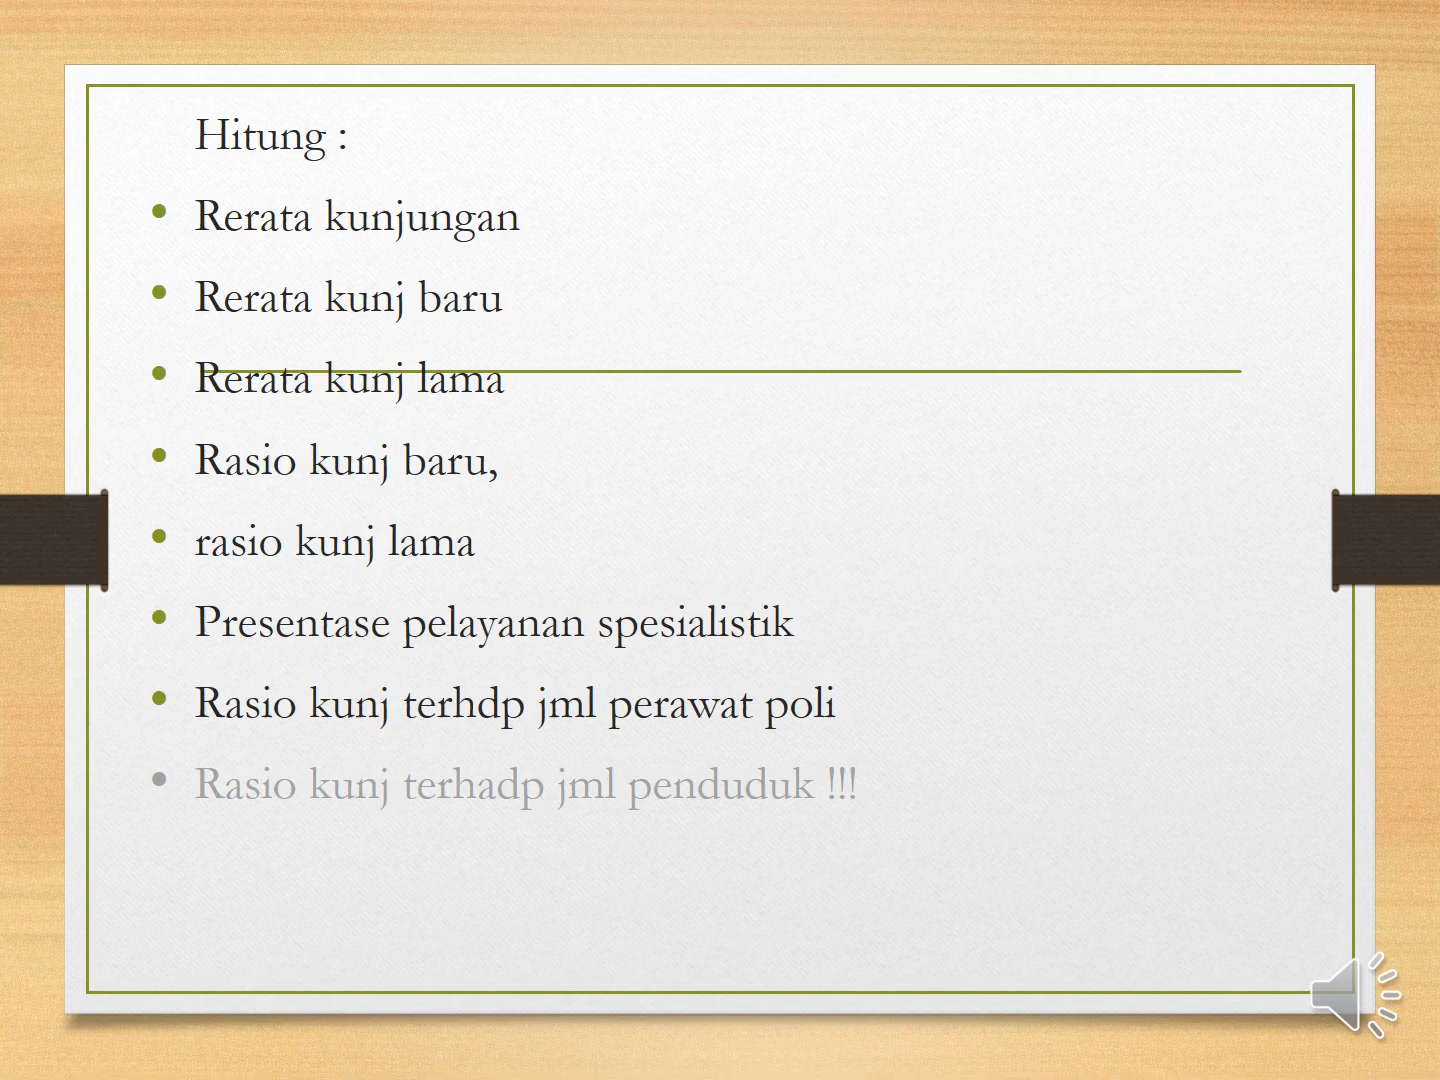 Hitung :
• Rerata kunjungan
• Rerata kunj baru
• Rerata kunj lama
• Rasio kunj baru,
• rasio kunj lama
• Presentase pelayanan spesialistik
• Rasio kunj terhdp jml perawat poli
• Rasio kunj terhadp jml penduduk !!!